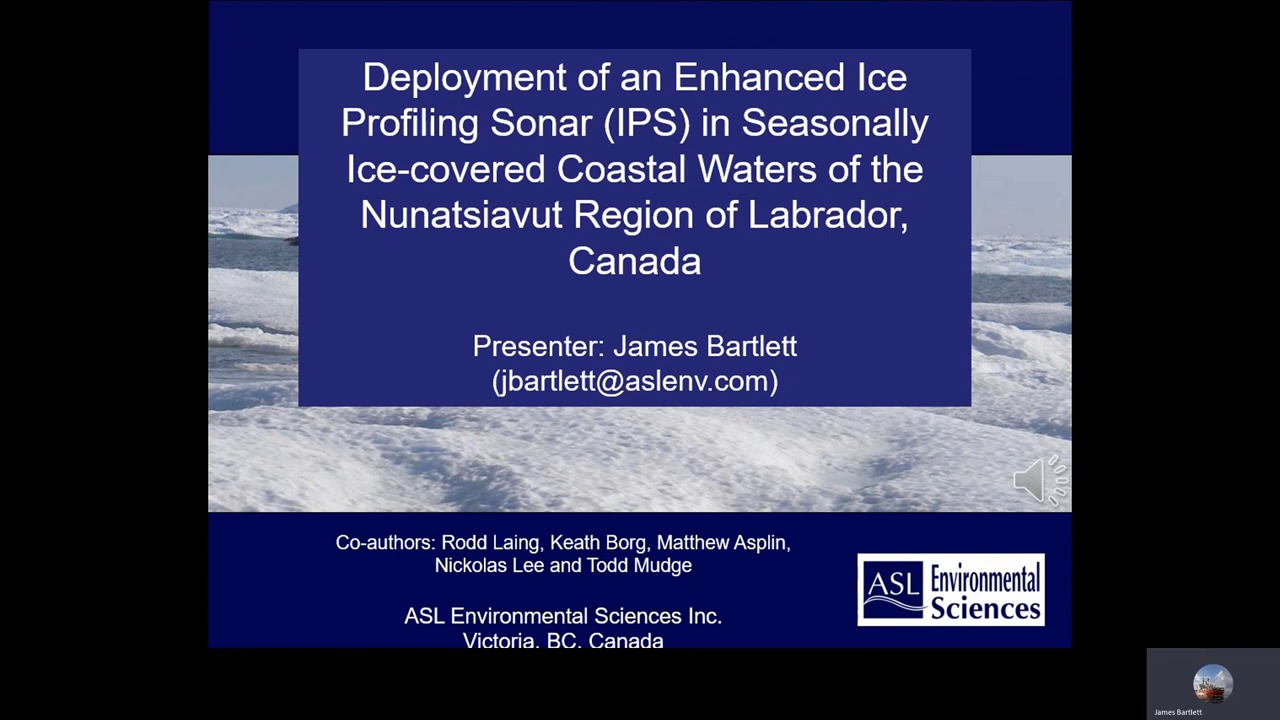 Deployment of an Enhanced Ice
Profiling Sonar (IPS) in Seasonally
Ice-covered Coastal Waters of the
Nunatsiavut Region of Labrador,
Canada
Presenter: James Bartlett
(jbartlett@aslenv.com)
Co-authors: Rodd Laing, Keath Borg, Matthew Asplin,
Nickolas Lee and Todd Mudge
ASL Environmental Sciences Inc.
Victoria, BC, Canada
ASL Environmental
Sciences
James Bartlett